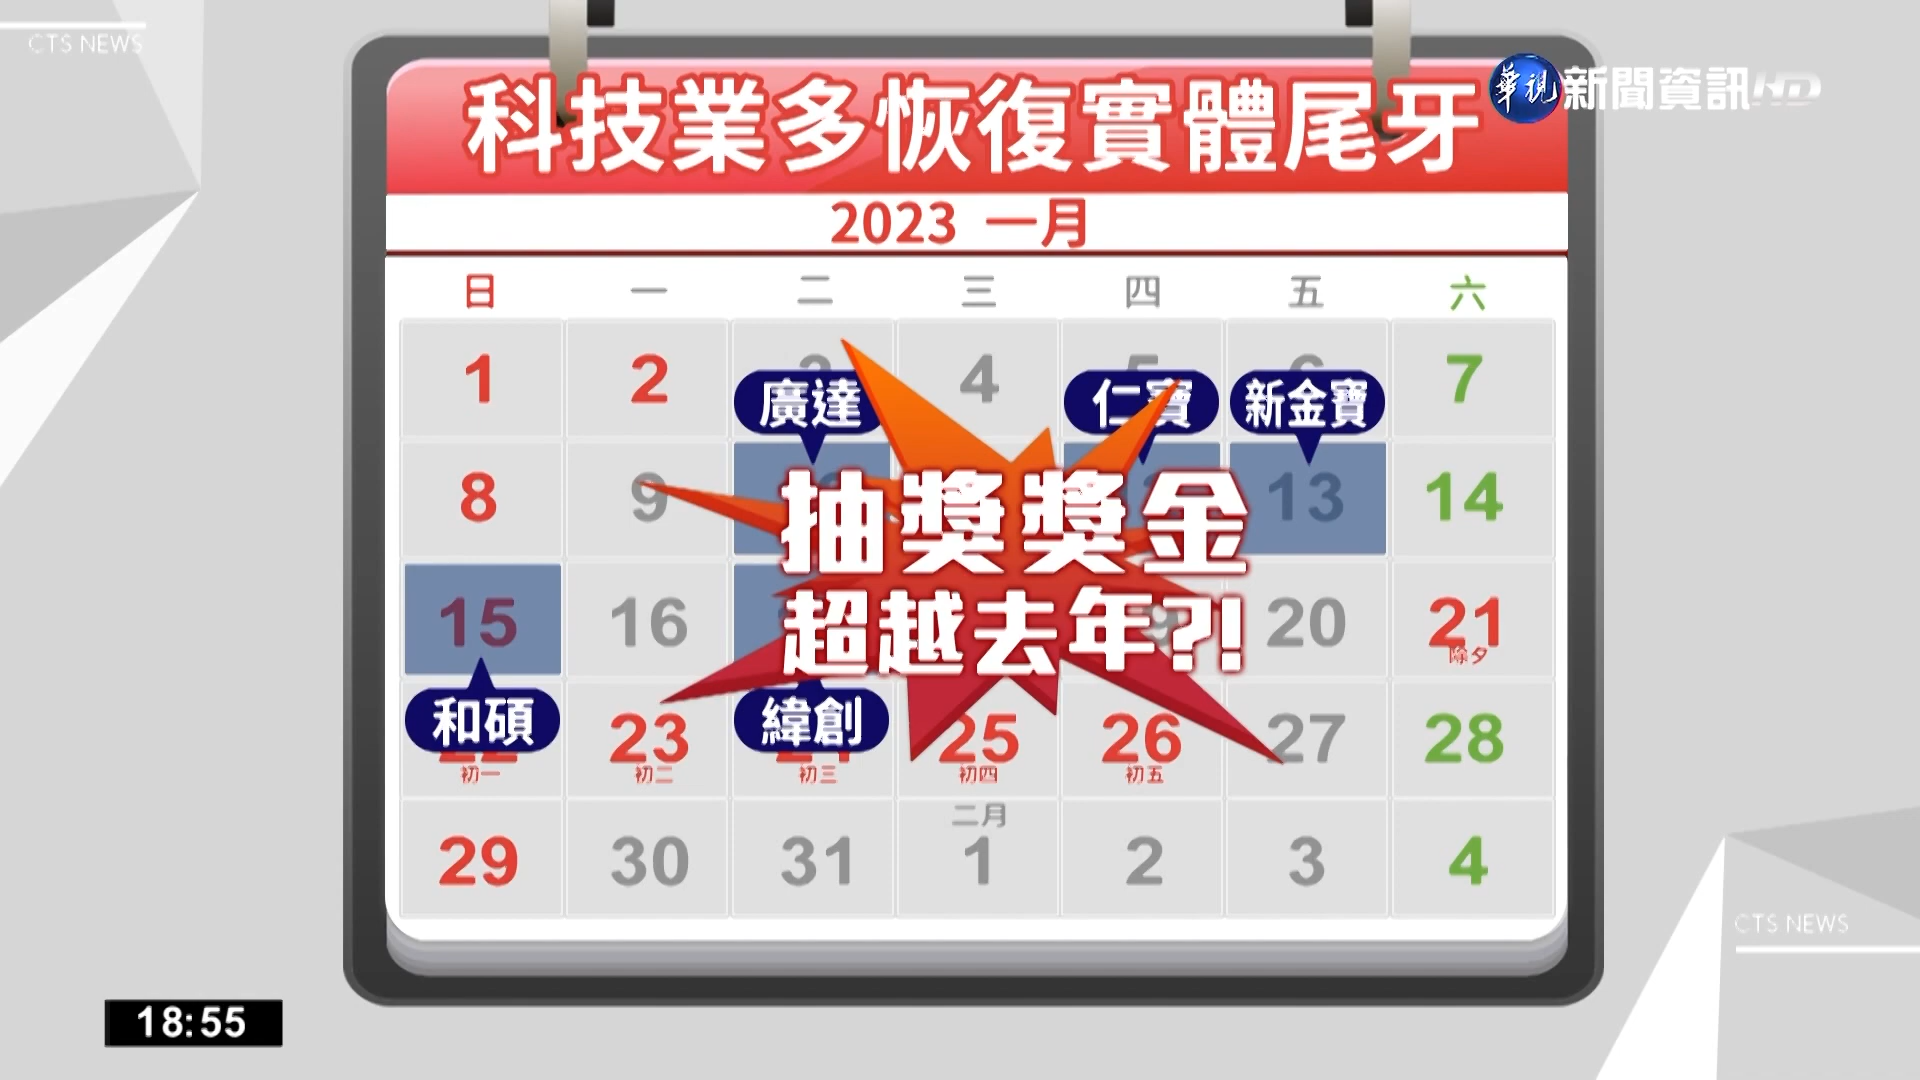 CTS NEWS
華視 新聞資訊 HD
科技業多恢復實體尾牙
2023 一月
日 一 二 三 四 五 六
1 2 4 7
廣達 仁寶 新金寶
8 9 13 14
抽獎獎金
15 16 20 21
除夕
超越去年?!
和碩 緯創
23 25 26 27 28
初一 初二 初三 初四 初五
二月
29 30 31 1 2 3 4
CTS NEWS
18:55